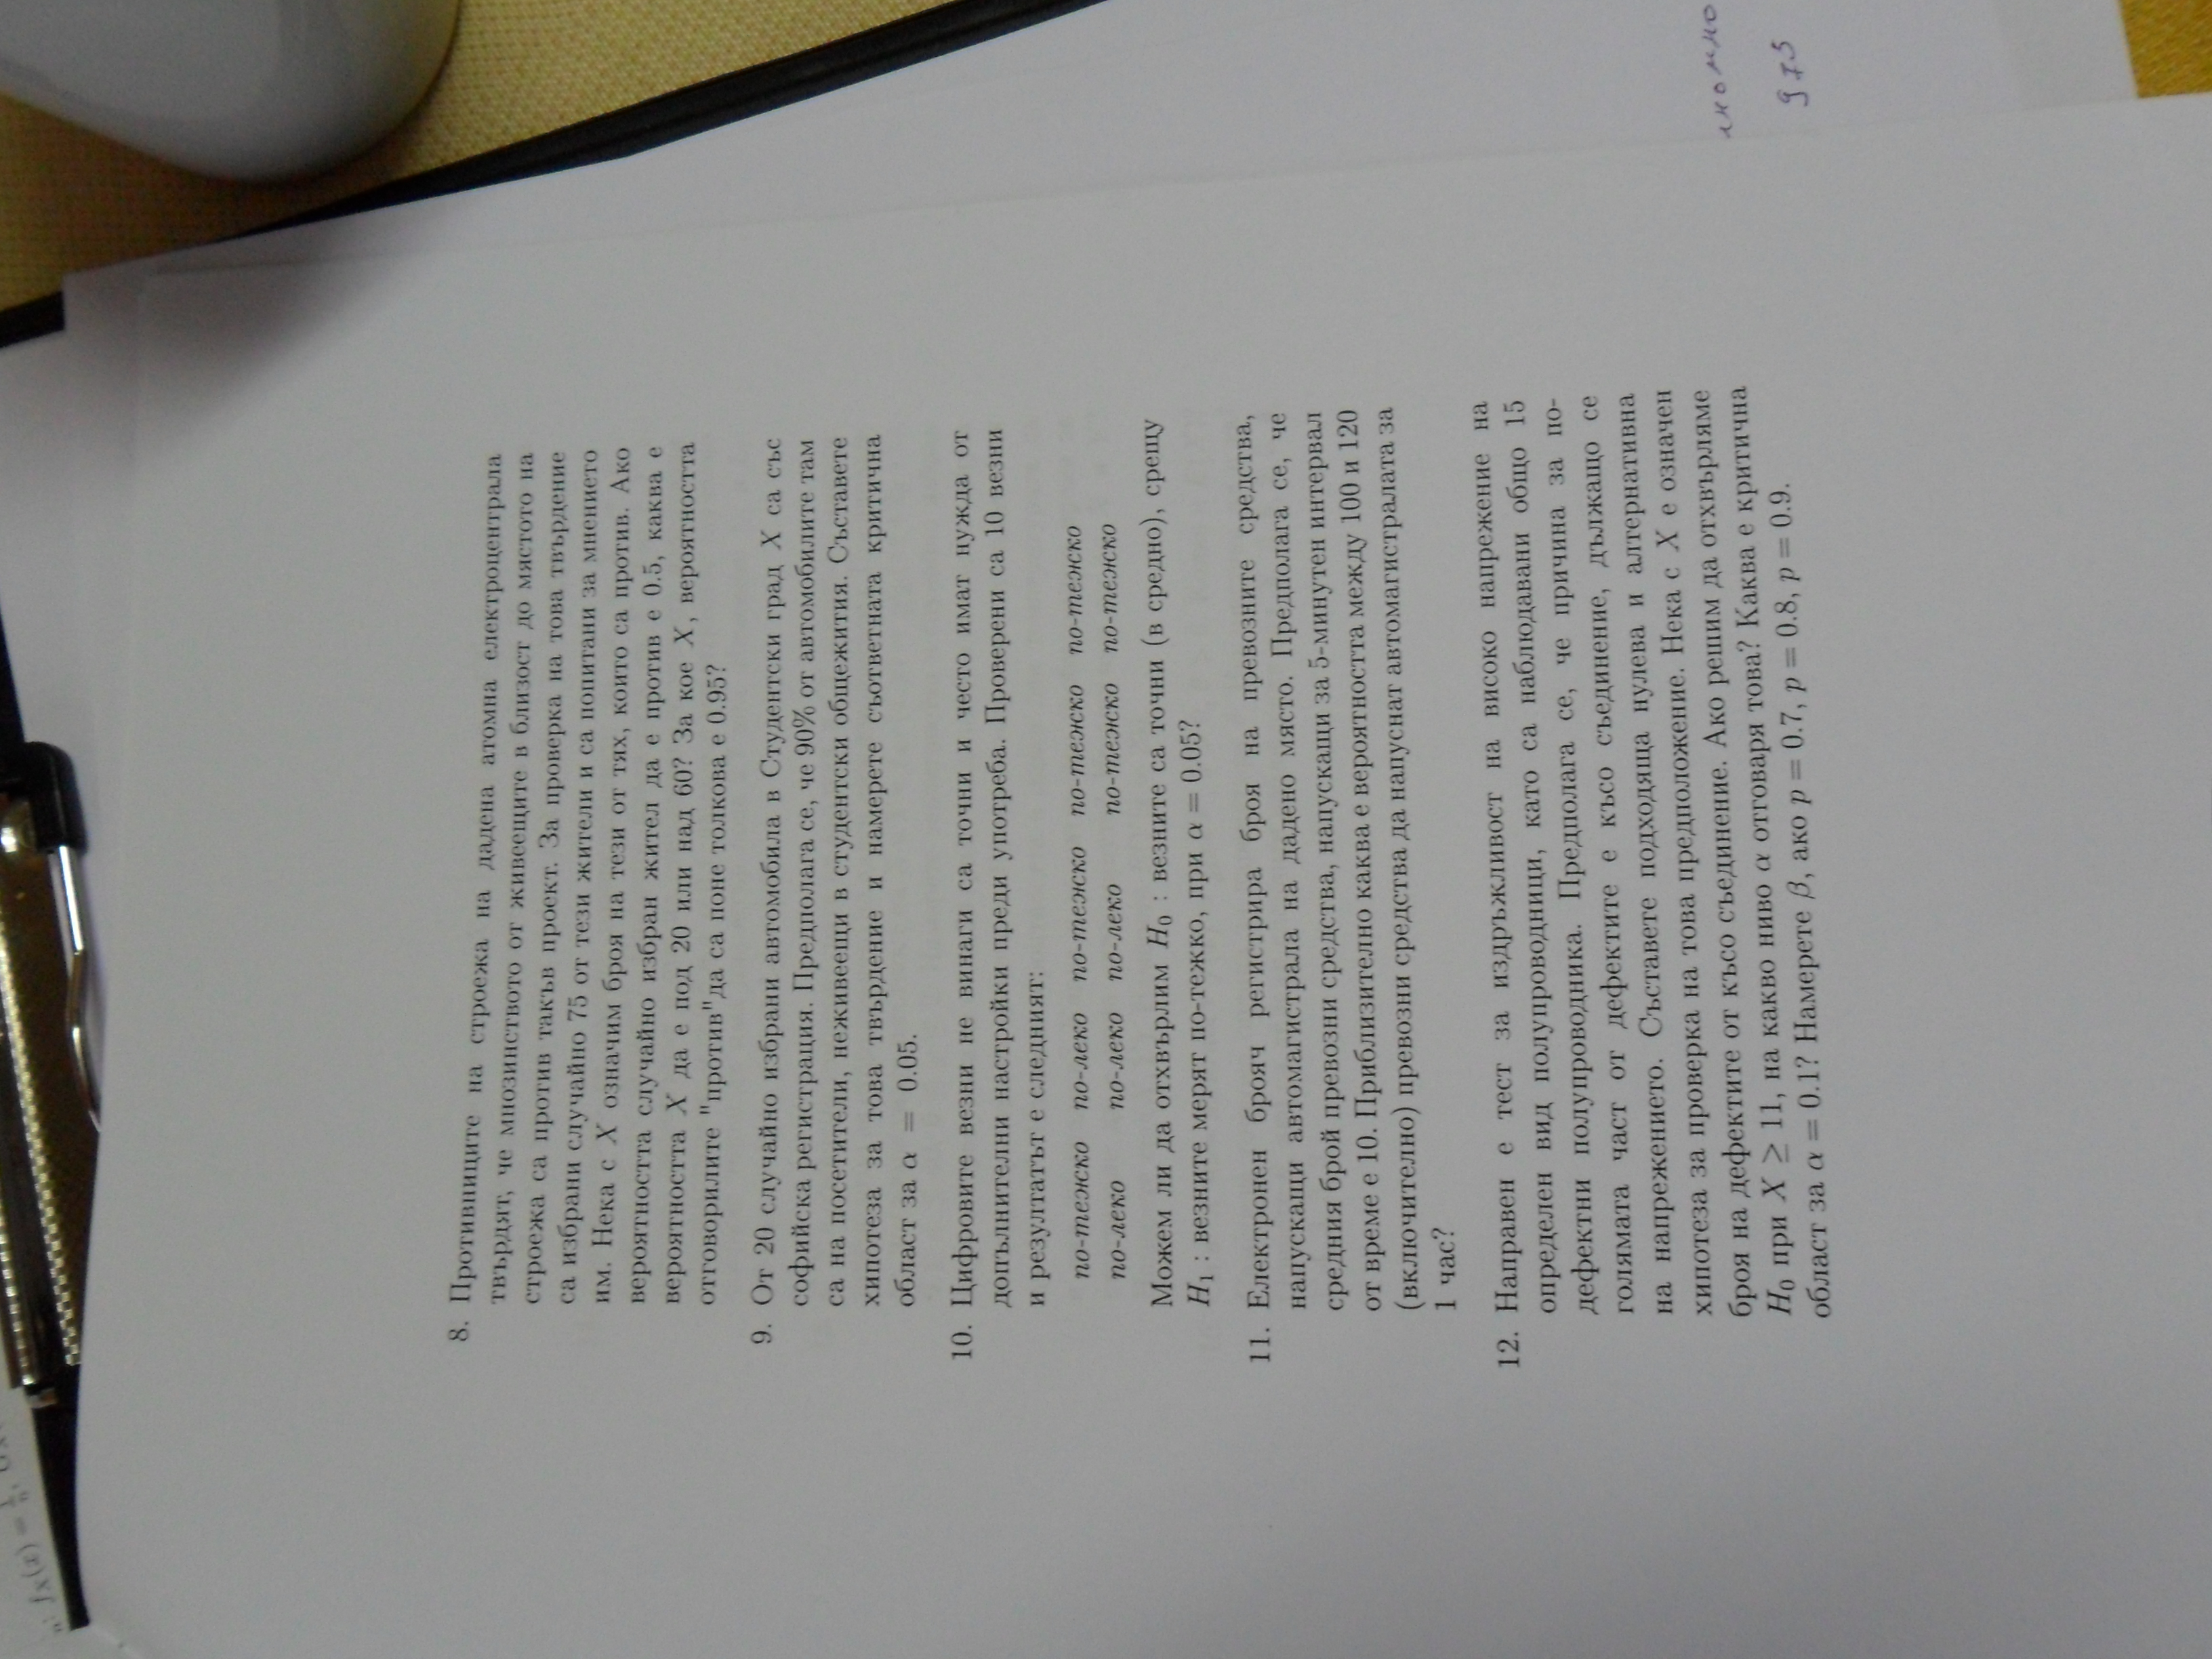 8. Противниците на строежа на дадена атомна електроцентрала
твърдят, че мнозинството от живеещите в близост до мястото на
строежа са против такъв проект. За проверка на това твърдение
са избрани случайно 75 от тези жители и са попитани за мнението
им. Нека с X означим броя на тези от тях, които са против. Ако
вероятността случайно избран жител да е против е 0.5, каква е
вероятността X да е под 20 или над 60? За кое X, вероятността
отговорилите "против"да са поне толкова е 0.95?
9. От 20 случайно избрани автомобила в Студентски град X са със
софийска регистрация. Предполага се, че 90% от автомобилите там
са на посетители, неживеещи в студентски общежития. Съставете
хипотеза за това твърдение и намерете съответната критична
област за α = 0.05.
10. Цифровите везни не винаги са точни и често имат нужда от
допълнителни настройки преди употреба. Проверени са 10 везни
и резултатът е следният:
по-тежко по-леко по-тежко по-тежко по-тежко
по-леко по-леко по-леко по-тежко по-тежко
Можем ли да отхвърлим H₀ : везните са точни (в средно), срещу
H₁ : везните мерят по-тежко, при α = 0.05?
11. Електронен брояч регистрира броя на превозните средства,
напускащи автомагистрала на дадено място. Предполага се, че
средния брой превозни средства, напускащи за 5-минутен интервал
от време е 10. Приблизително каква е вероятността между 100 и 120
(включително) превозни средства да напуснат автомагистралата за
1 час?
12. Направен е тест за издръжливост на високо напрежение на
определен вид полупроводници, като са наблюдавани общо 15
дефектни полупроводника. Предполага се, че причина за по-
голямата част от дефектите е късо съединение, дължащо се
на напрежението. Съставете подходяща нулева и алтернативна
хипотеза за проверка на това предположение. Нека с X е означен
броя на дефектите от късо съединение. Ако решим да отхвърляме
H₀ при X ≥ 11, на какво ниво α отговаря това? Каква е критична
област за α = 0.1? Намерете β, ако p = 0.7, p = 0.8, p = 0.9.